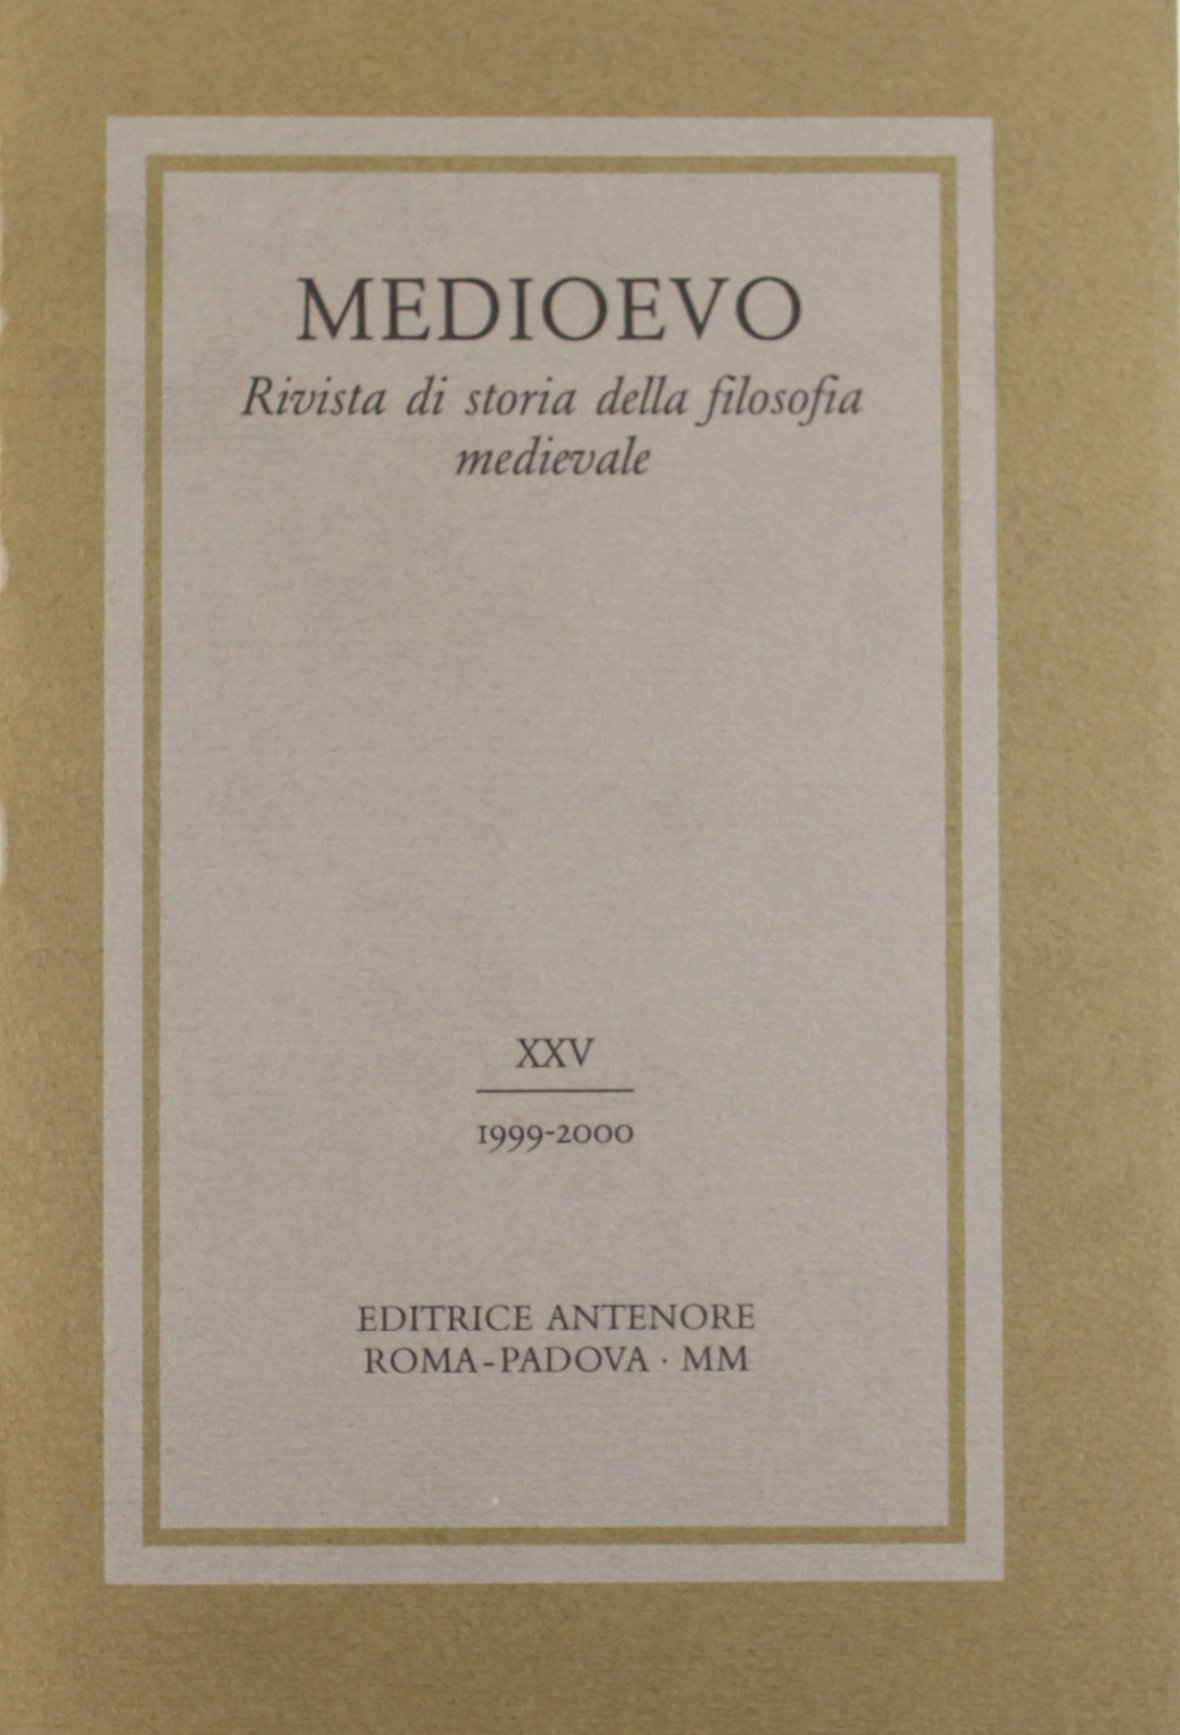 MEDIOEVO
Rivista di storia della filosofia
medievale
XXV
1999-2000
EDITRICE ANTENORE
ROMA-PADOVA · MM